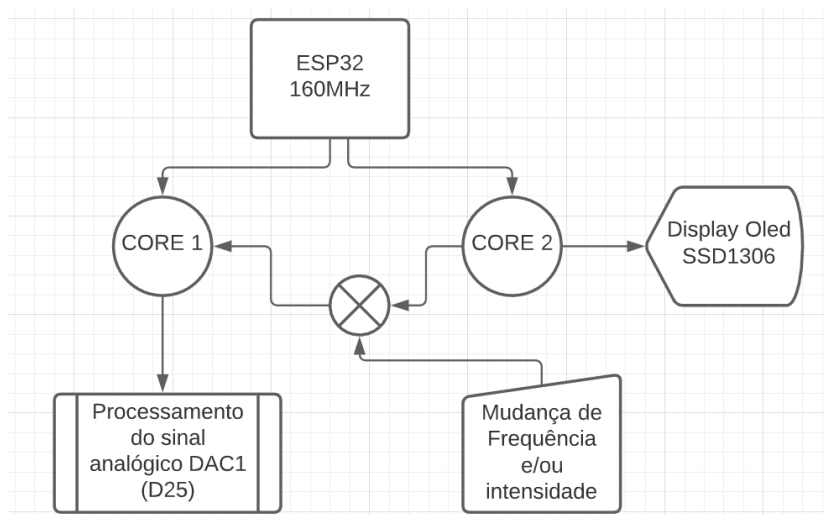 ESP32
160MHz
CORE 1
CORE 2
Display Oled
SSD1306
Processamento
do sinal
analógico DAC1
(D25)
Mudança de
Frequência
e/ou
intensidade